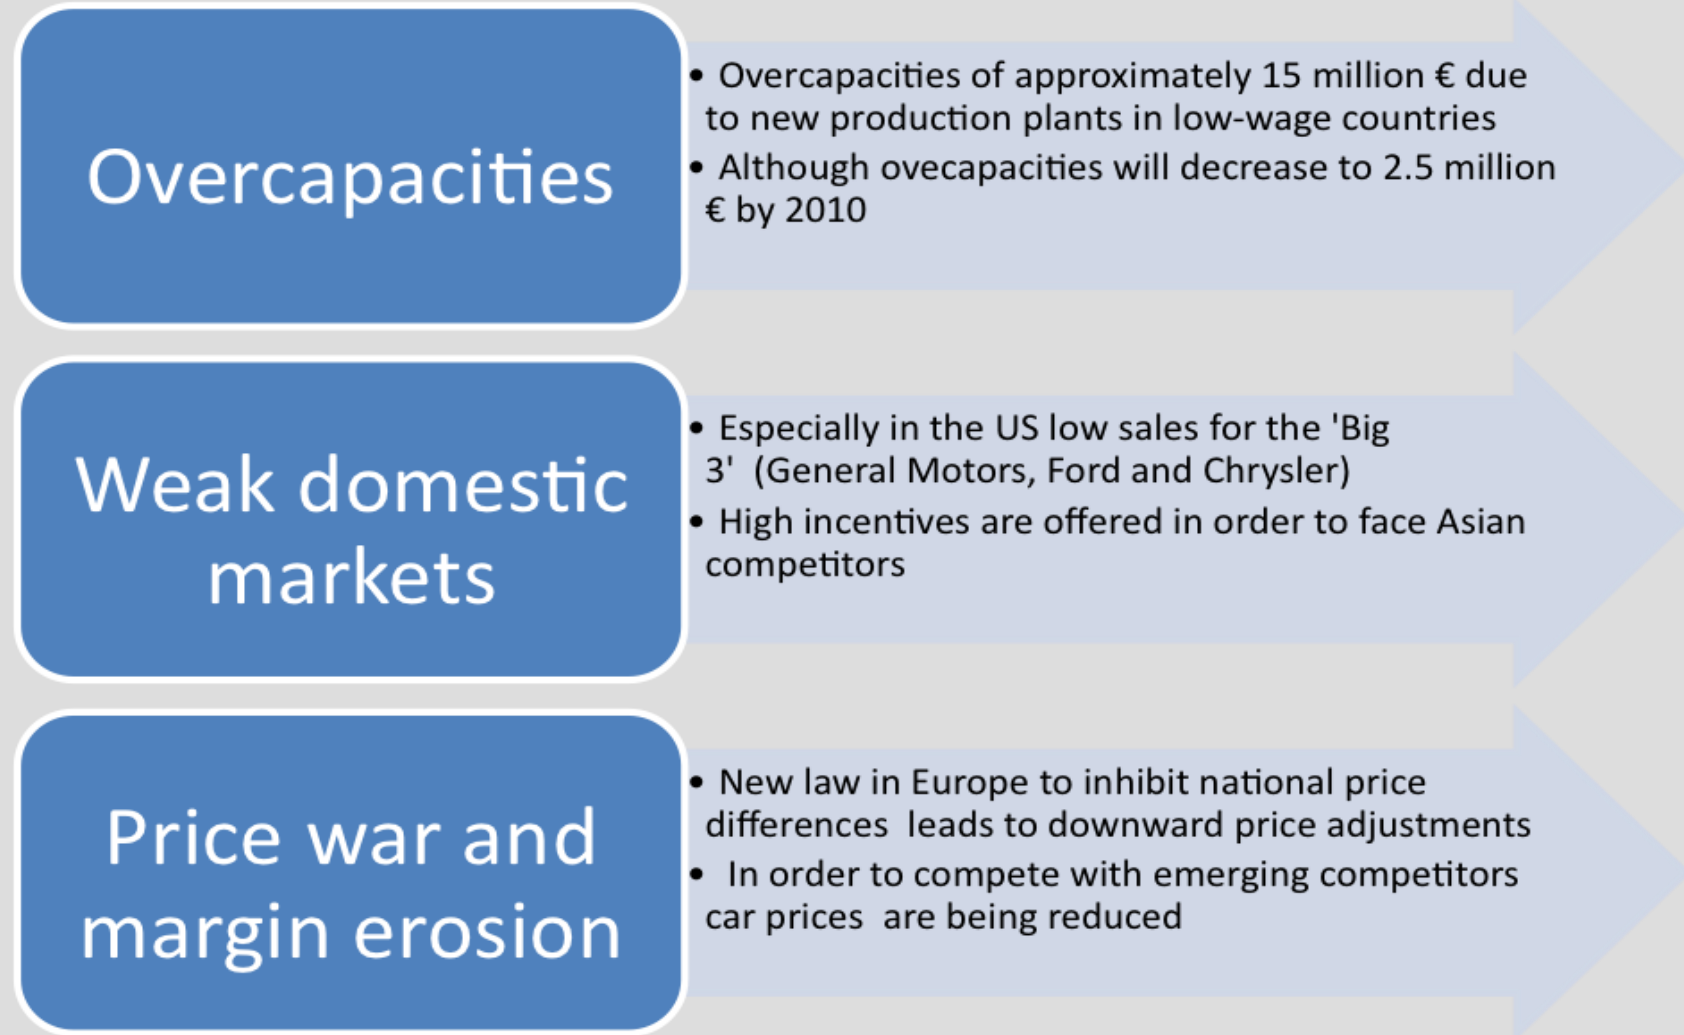 Overcapacities
• Overcapacities of approximately 15 million € due
to new production plants in low-wage countries
• Although ovecapacities will decrease to 2.5 million
€ by 2010
Weak domestic
markets
• Especially in the US low sales for the 'Big
3'  (General Motors, Ford and Chrysler)
• High incentives are offered in order to face Asian
competitors
Price war and
margin erosion
• New law in Europe to inhibit national price
differences  leads to downward price adjustments
•  In order to compete with emerging competitors
car prices  are being reduced